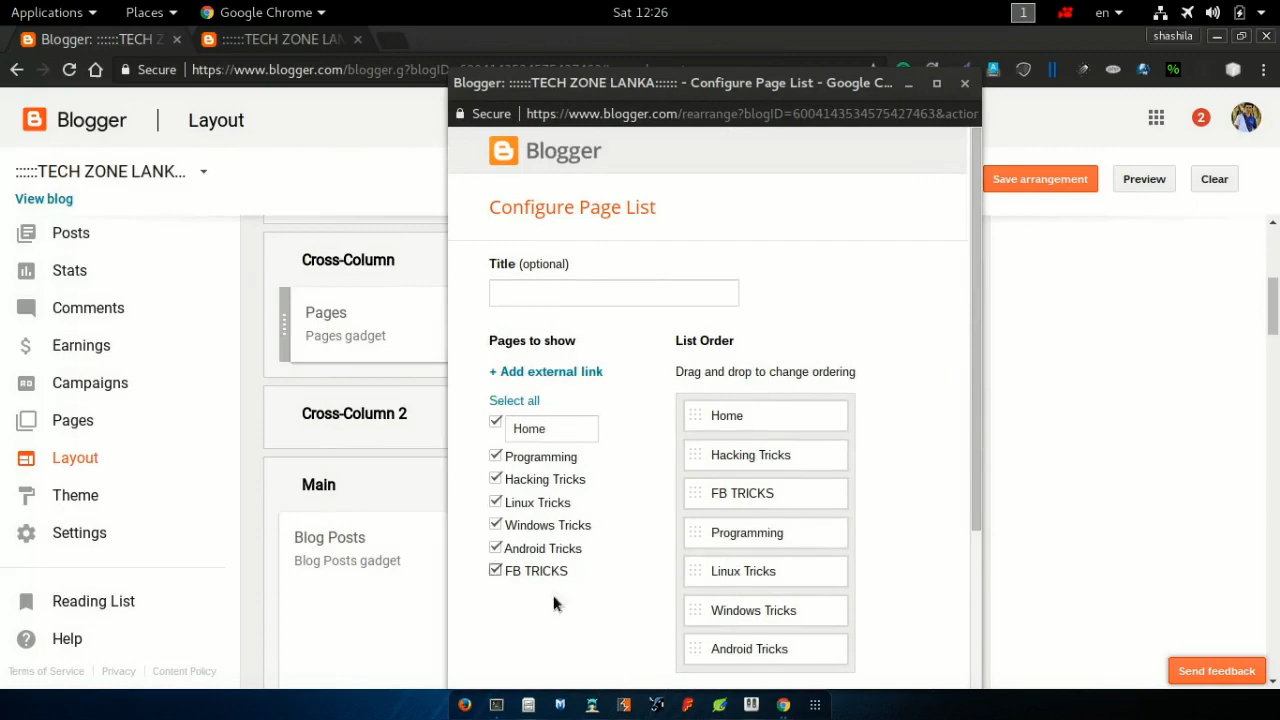 Applications Places Google Chrome Sat 12:26 1 en
Blogger: ::::::TECH Z ::::::TECH ZONE LAN shashila
Secure https://www.blogger.com/blogger.g?blogID
Blogger: ::::::TECH ZONE LANKA:::::: - Configure Page List - Google C...
Secure https://www.blogger.com/rearrange?blogID=6004143534575427463&action
Blogger | Layout 2
Blogger
::::::TECH ZONE LANK...
View blog
Save arrangement Preview Clear
Configure Page List
Posts
Stats
Comments
Earnings
Campaigns
Pages
Layout
Theme
Settings
Reading List
Help
Terms of Service | Privacy | Content Policy
Cross-Column
Pages
Pages gadget
Cross-Column 2
Main
Blog Posts
Blog Posts gadget
Title (optional)
Pages to show
+ Add external link
Select all
Home
Programming
Hacking Tricks
Linux Tricks
Windows Tricks
Android Tricks
FB TRICKS
List Order
Drag and drop to change ordering
Home
Hacking Tricks
FB TRICKS
Programming
Linux Tricks
Windows Tricks
Android Tricks
Send feedback